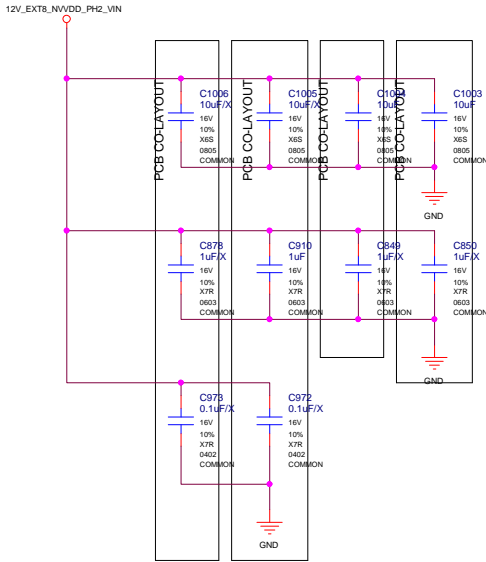 12V_EXT8_NVVDD_PH2_VIN
PCB CO-LAYOUT
C1006
10uF/X
16V
10%
X6S
0805
COMMON
PCB CO-LAYOUT
C1005
10uF/X
16V
10%
X6S
0805
COMMON
PCB CO-LAYOUT
C1004
10uF
16V
10%
X6S
0805
COMMON
PCB CO-LAYOUT
C1003
10uF
16V
10%
X6S
0805
COMMON
GND
C878
1uF/X
16V
10%
X7R
0603
COMMON
C910
1uF
16V
10%
X7R
0603
COMMON
C849
1uF/X
16V
10%
X7R
0603
COMMON
C850
1uF/X
16V
10%
X7R
0603
COMMON
GND
C973
0.1uF/X
16V
10%
X7R
0402
COMMON
C972
0.1uF/X
16V
10%
X7R
0402
COMMON
GND